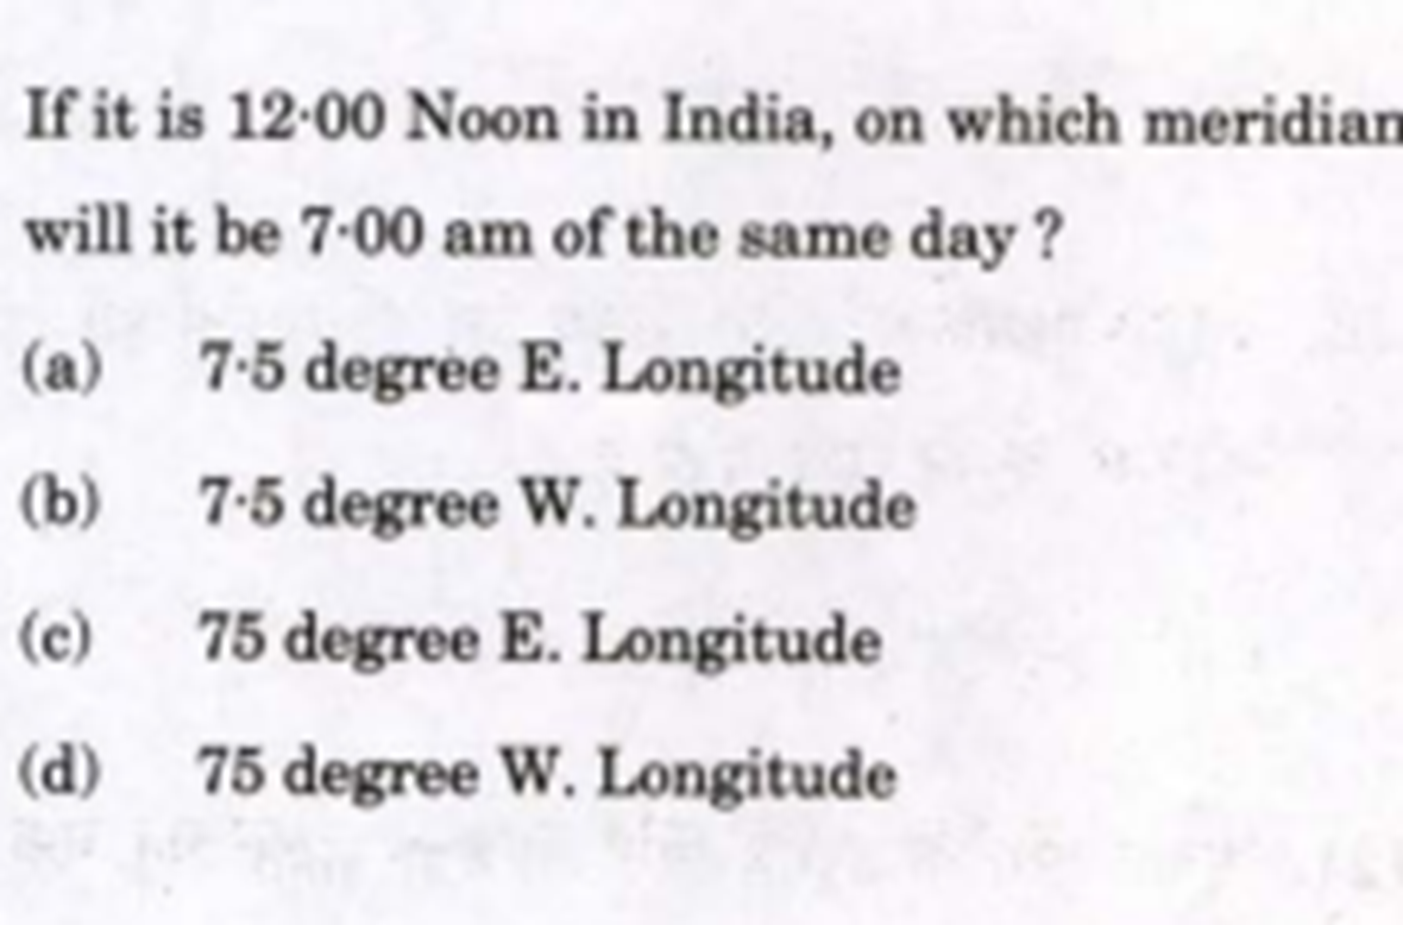 If it is 12·00 Noon in India, on which meridian
will it be 7·00 am of the same day ?
(a) 7·5 degree E. Longitude
(b) 7·5 degree W. Longitude
(c) 75 degree E. Longitude
(d) 75 degree W. Longitude